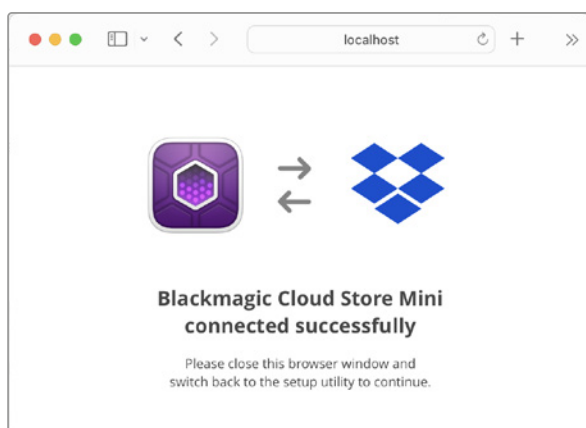 localhost
Blackmagic Cloud Store Mini
connected successfully
Please close this browser window and
switch back to the setup utility to continue.